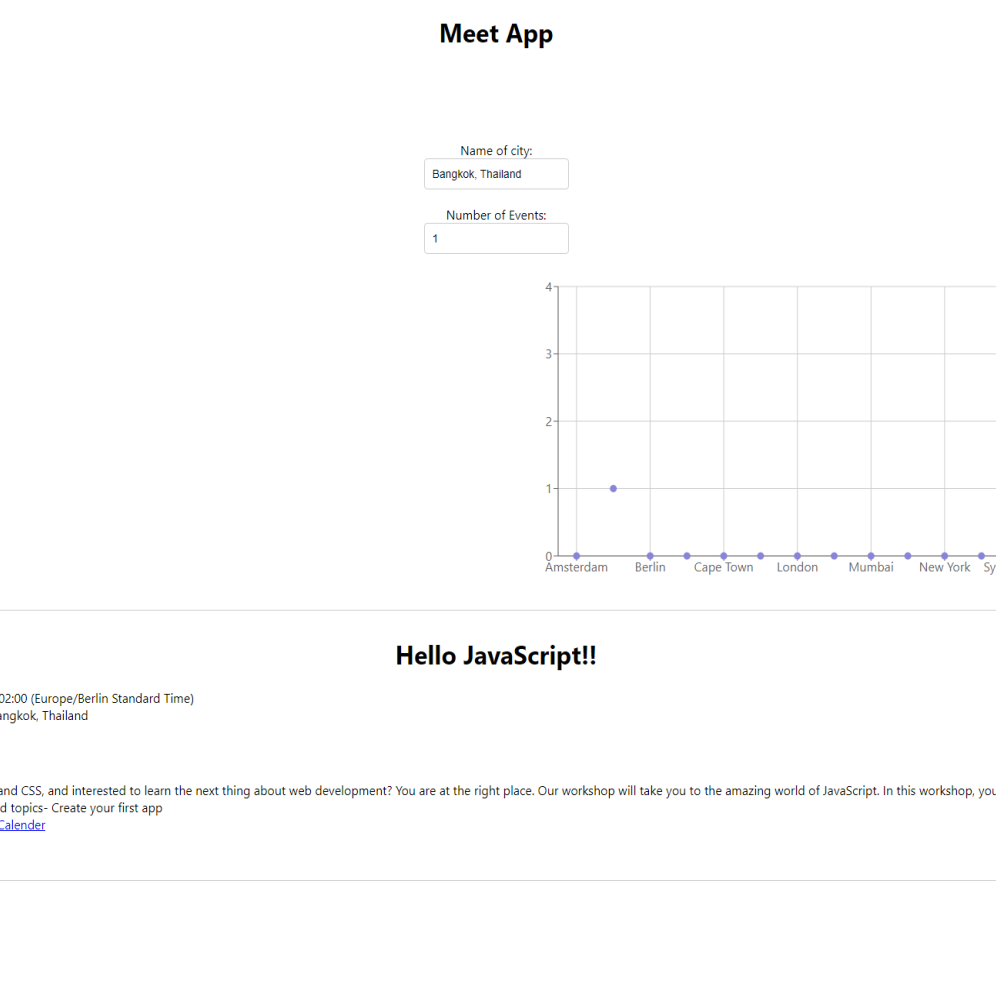 Meet App
Name of city:
Bangkok, Thailand
Number of Events:
1
4
3
2
1
0
Amsterdam Berlin Cape Town London Mumbai New York Sy
Hello JavaScript!!
02:00 (Europe/Berlin Standard Time)
angkok, Thailand
and CSS, and interested to learn the next thing about web development? You are at the right place. Our workshop will take you to the amazing world of JavaScript. In this workshop, you
d topics- Create your first app
Calender